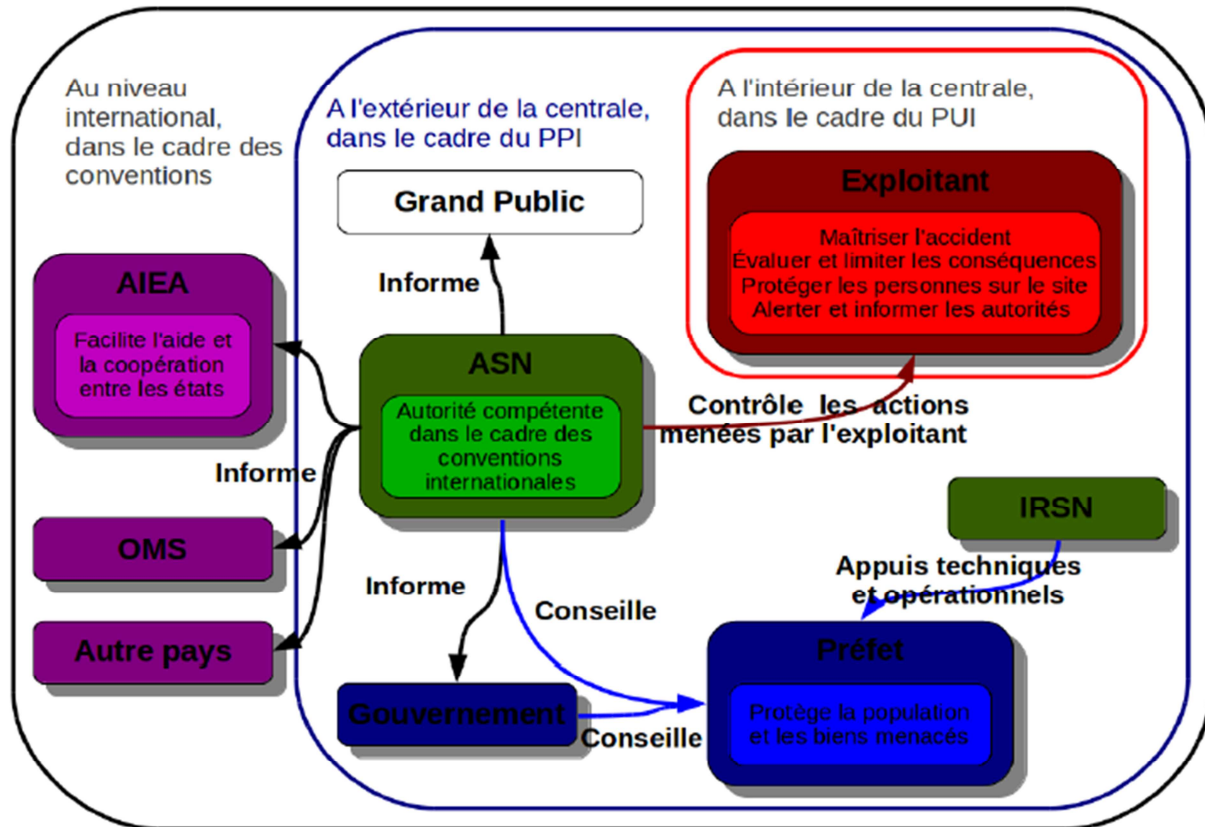 Au niveau
international,
dans le cadre des
conventions
A l'extérieur de la centrale,
dans le cadre du PPI
A l'intérieur de la centrale,
dans le cadre du PUI
Grand Public
Exploitant
Maîtriser l'accident
Évaluer et limiter les conséquences
Protéger les personnes sur le site
Alerter et informer les autorités
Informe
AIEA
Facilite l'aide et
la coopération
entre les états
ASN
Autorité compétente
dans le cadre des
conventions
internationales
Contrôle les actions
menées par l'exploitant
Informe
OMS
IRSN
Appuis techniques
et opérationnels
Informe
Conseille
Autre pays
Gouvernement
Conseille
Préfet
Protège la population
et les biens menacés